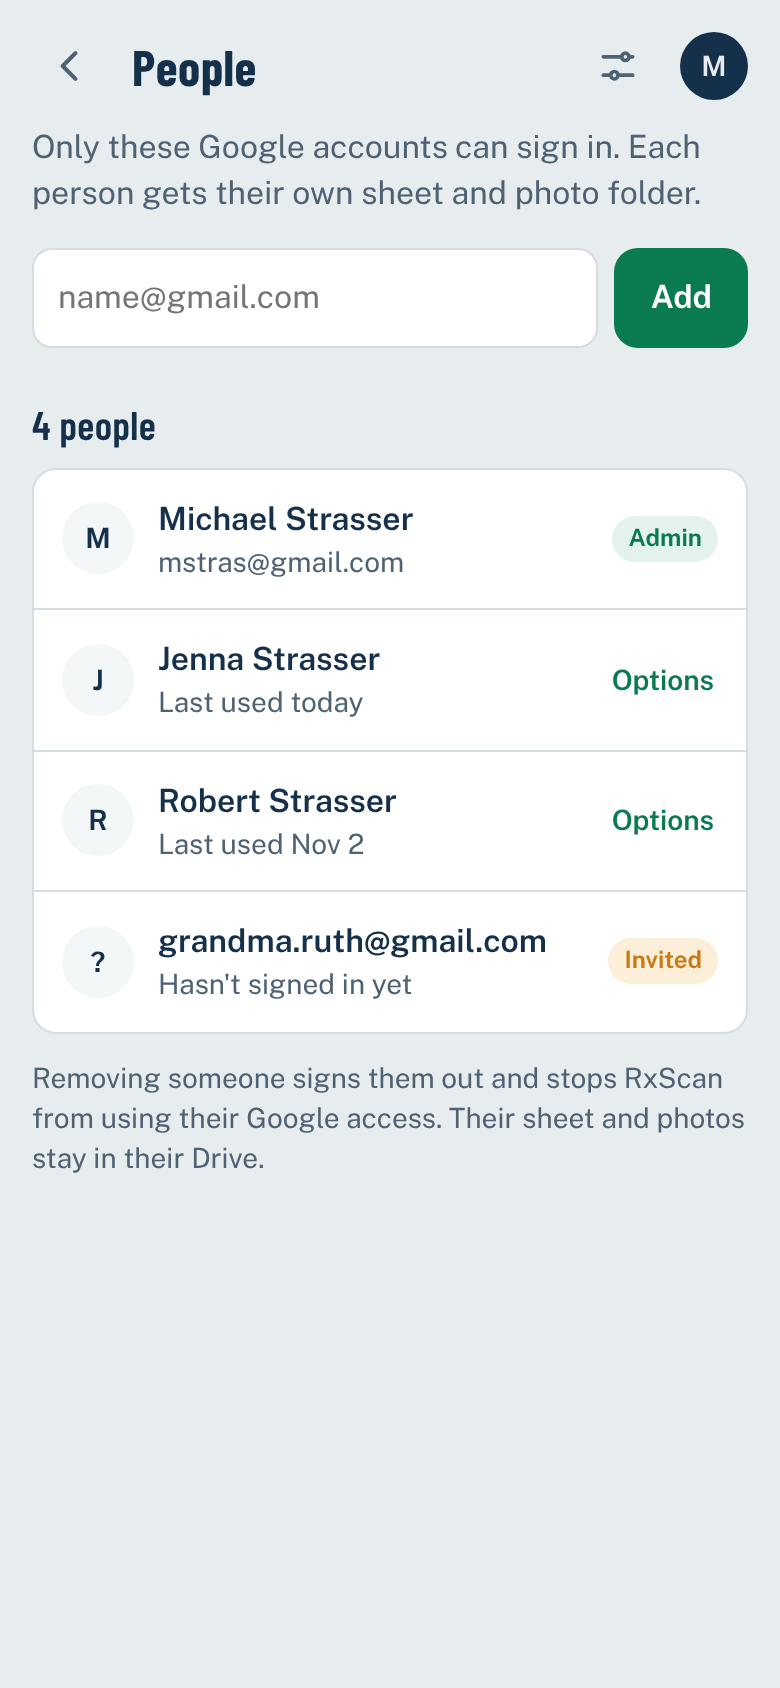 People
M
Only these Google accounts can sign in. Each
person gets their own sheet and photo folder.
name@gmail.com
Add
4 people
M
Michael Strasser
mstras@gmail.com
Admin
J
Jenna Strasser
Last used today
Options
R
Robert Strasser
Last used Nov 2
Options
?
grandma.ruth@gmail.com
Hasn't signed in yet
Invited
Removing someone signs them out and stops RxScan
from using their Google access. Their sheet and photos
stay in their Drive.